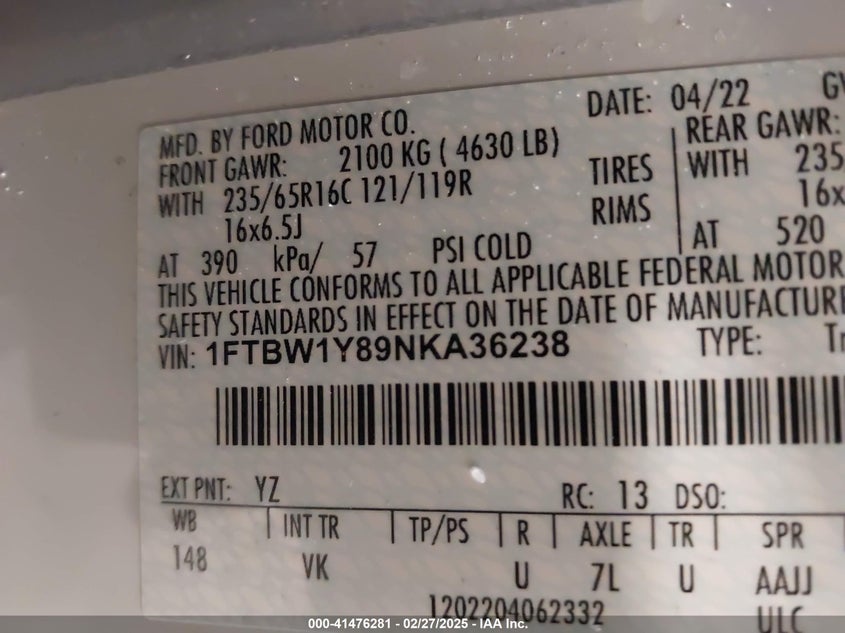 DATE: 04/22
MFD. BY FORD MOTOR CO.
FRONT GAWR: 2100 KG ( 4630 LB)
REAR GAWR:
WITH 235/65R16C 121/119R TIRES WITH 235
16x6.5J RIMS 16x
AT 390 kPa/ 57 PSI COLD AT 520
THIS VEHICLE CONFORMS TO ALL APPLICABLE FEDERAL MOTOR
SAFETY STANDARDS IN EFFECT ON THE DATE OF MANUFACTURE
VIN: 1FTBW1Y89NKA36238 TYPE:
EXT PNT: YZ RC: 13 DSO:
WB INT TR TP/PS R AXLE TR SPR
148 VK U 7L U AAJJ
1202204062332 ULC
000-41476281 - 02/27/2025 - IAA Inc.